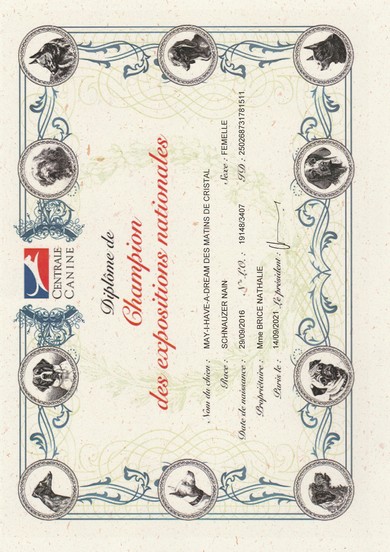 CENTRALE
CANINE
Diplôme de
Champion
des expositions nationales
Nom du chien : MAY-I-HAVE-A-DREAM DES MATINS DE CRISTAL
Race : SCHNAUZER NAIN Sexe : FEMELLE
Date de naissance : 29/09/2016 N° L.O. : 19148/3407 I.D. : 250268731781511
Propriétaire : Mme BRICE NATHALIE
Paris le : 14/09/2021 Le président :